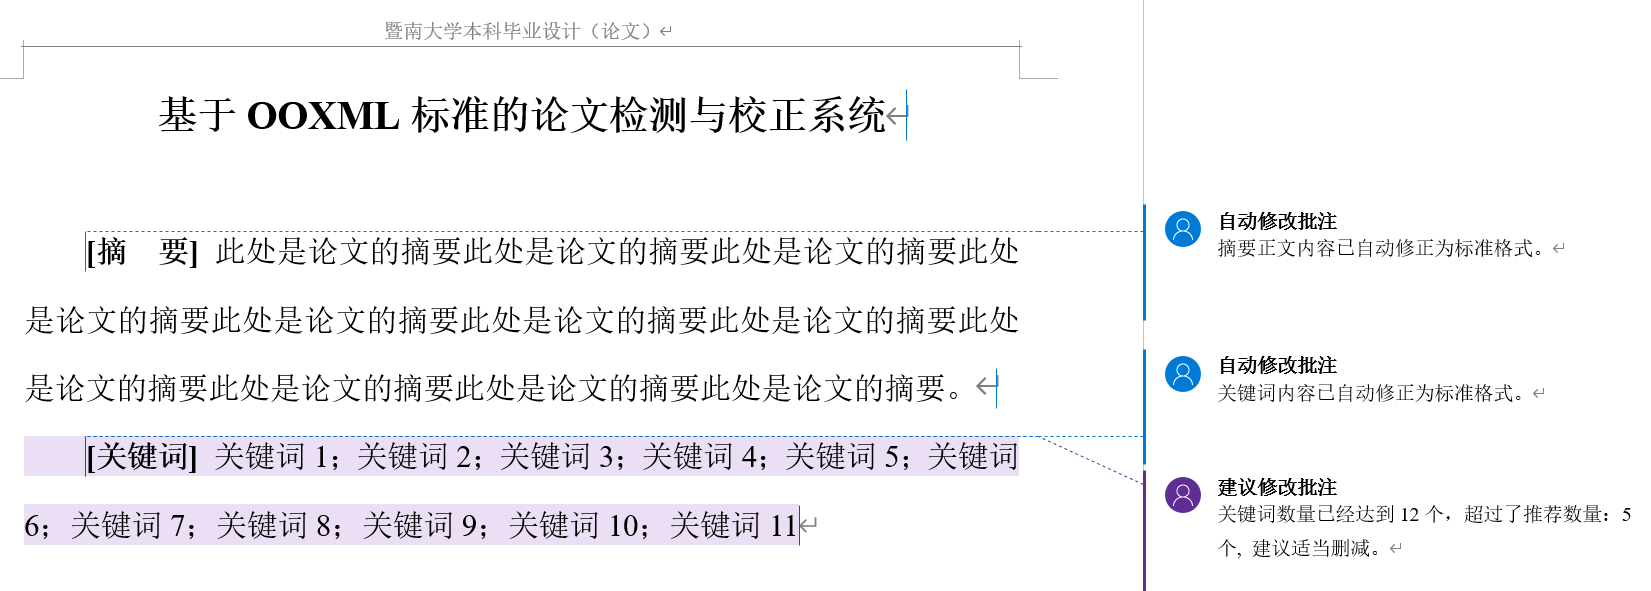 暨南大学本科毕业设计（论文）
基于 OOXML 标准的论文检测与校正系统
[摘　要] 此处是论文的摘要此处是论文的摘要此处是论文的摘要此处
是论文的摘要此处是论文的摘要此处是论文的摘要此处是论文的摘要此处
是论文的摘要此处是论文的摘要此处是论文的摘要此处是论文的摘要。
[关键词] 关键词 1；关键词 2；关键词 3；关键词 4；关键词 5；关键词
6；关键词 7；关键词 8；关键词 9；关键词 10；关键词 11
自动修改批注
摘要正文内容已自动修正为标准格式。
自动修改批注
关键词内容已自动修正为标准格式。
建议修改批注
关键词数量已经达到 12 个，超过了推荐数量：5
个, 建议适当删减。